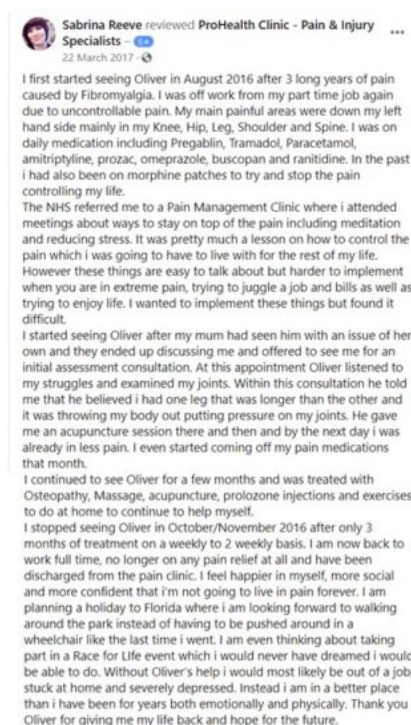 Sabrina Reeve reviewed ProHealth Clinic - Pain & Injury
Specialists – 5★
22 March 2017 ·
I first started seeing Oliver in August 2016 after 3 long years of pain
caused by Fibromyalgia. I was off work from my part time job again
due to uncontrollable pain. My main painful areas were down my left
hand side mainly in my Knee, Hip, Leg, Shoulder and Spine. I was on
daily medication including Pregablin, Tramadol, Paracetamol,
amitriptyline, prozac, omeprazole, buscopan and ranitidine. In the past
i had also been on morphine patches to try and stop the pain
controlling my life.
The NHS referred me to a Pain Management Clinic where i attended
meetings about ways to stay on top of the pain including meditation
and reducing stress. It was pretty much a lesson on how to control the
pain which i was going to have to live with for the rest of my life.
However these things are easy to talk about but harder to implement
when you are in extreme pain, trying to juggle a job and bills as well as
trying to enjoy life. I wanted to implement these things but found it
difficult.
I started seeing Oliver after my mum had seen him with an issue of her
own and they ended up discussing me and offered to see me for an
initial assessment consultation. At this appointment Oliver listened to
my struggles and examined my joints. Within this consultation he told
me that he believed i had one leg that was longer than the other and
it was throwing my body out putting pressure on my joints. He gave
me an acupuncture session there and then and by the next day i was
already in less pain. I even started coming off my pain medications
that month.
I continued to see Oliver for a few months and was treated with
Osteopathy, Massage, acupuncture, prolozone injections and exercises
to do at home to continue to help myself.
I stopped seeing Oliver in October/November 2016 after only 3
months of treatment on a weekly to 2 weekly basis. I am now back to
work full time, no longer on any pain relief at all and have been
discharged from the pain clinic. I feel happier in myself, more social
and more confident that i'm not going to live in pain forever. I am
planning a holiday to Florida where i am looking forward to walking
around the park instead of having to be pushed around in a
wheelchair like the last time i went. I am even thinking about taking
part in a Race for LIfe event which i would never have dreamed i would
be able to do. Without Oliver's help i would most likely be out of a job,
stuck at home and severely depressed. Instead i am in a better place
than i have been for years both emotionally and physically. Thank you
Oliver for giving me my life back and hope for the future.